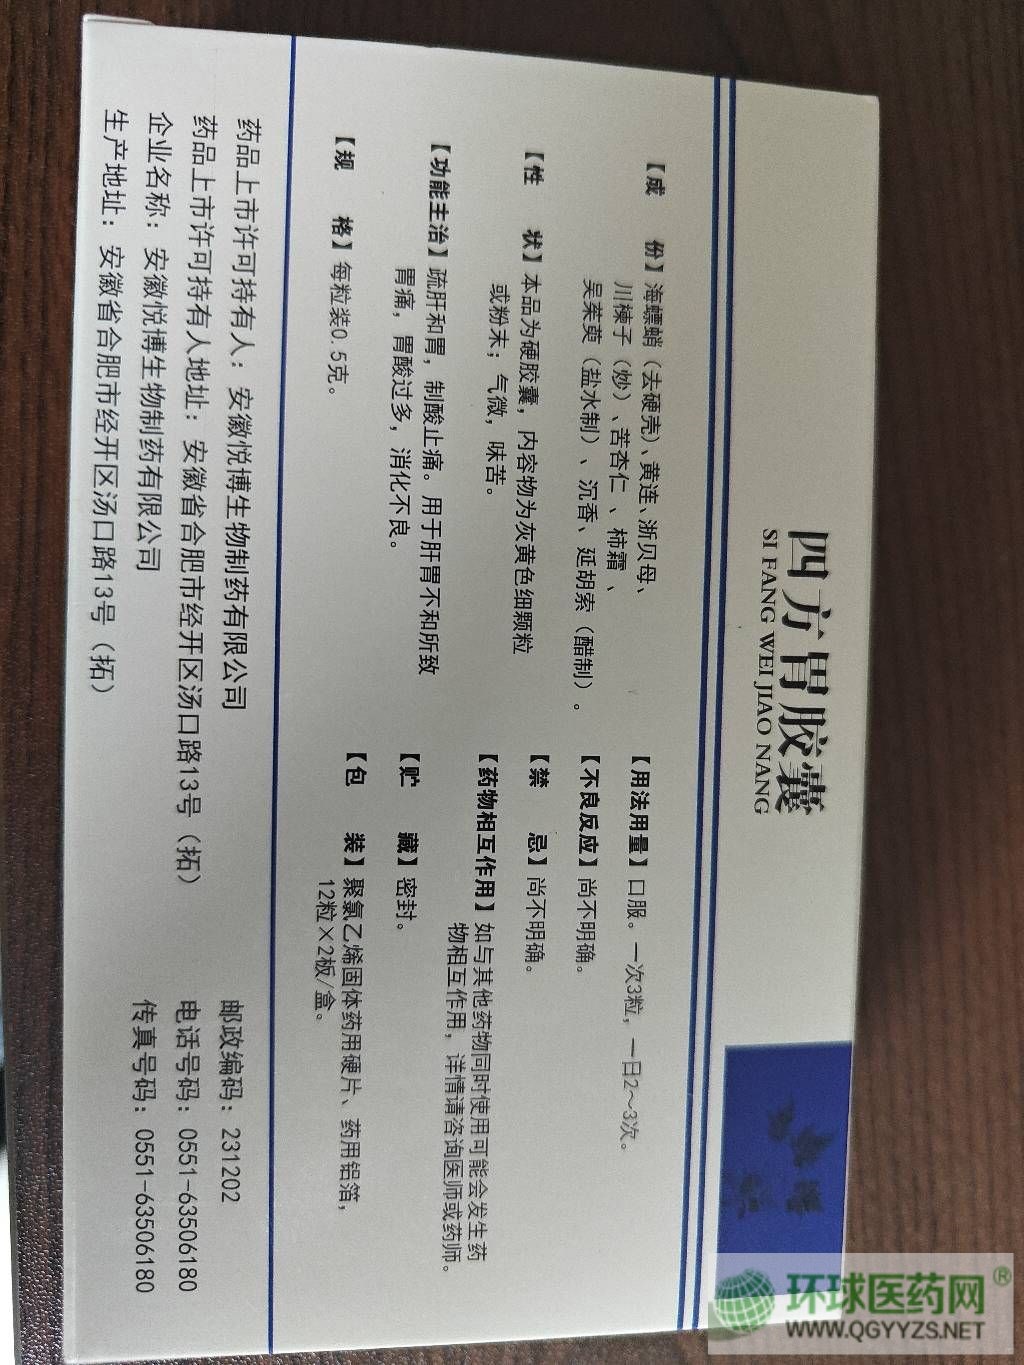 四方胃胶囊
SI FANG WEI JIAO NANG
【成　份】海螵蛸（去硬壳）、黄连、浙贝母、
川楝子（炒）、苦杏仁、柿霜、
吴茱萸（盐水制）、沉香、延胡索（醋制）。
【性　状】本品为硬胶囊，内容物为灰黄色细颗粒
或粉末；气微，味苦。
【功能主治】疏肝和胃，制酸止痛。用于肝胃不和所致
胃痛，胃酸过多，消化不良。
【规　格】每粒装0.5克。
【用法用量】口服。一次3粒，一日2～3次。
【不良反应】尚不明确。
【禁　忌】尚不明确。
【药物相互作用】如与其他药物同时使用可能会发生药
物相互作用，详情请咨询医师或药师。
【贮　藏】密封。
【包　装】聚氯乙烯固体药用硬片、药用铝箔，
12粒×2板/盒。
药品上市许可持有人：安徽悦博生物制药有限公司
药品上市许可持有人地址：安徽省合肥市经开区汤口路13号（拓）
企业名称：安徽悦博生物制药有限公司
生产地址：安徽省合肥市经开区汤口路13号（拓）
邮政编码：231202
电话号码：0551-63506180
传真号码：0551-63506180
环球医药网®
WWW.QGYYZS.NET